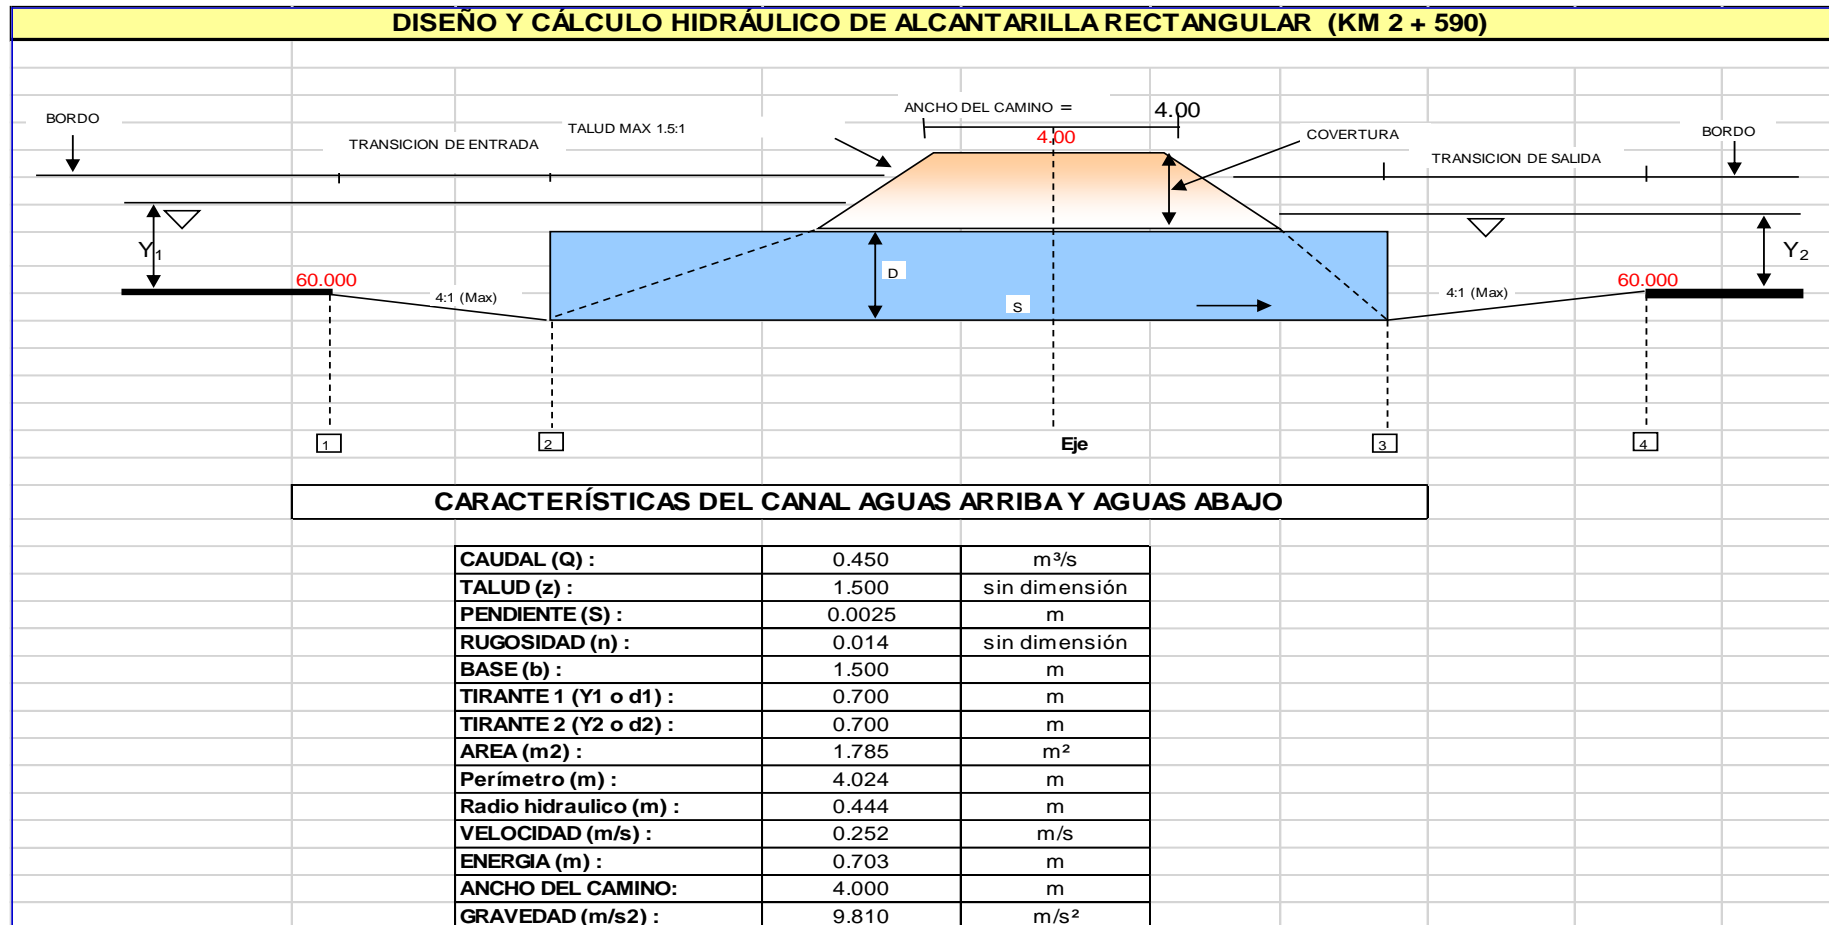 DISEÑO Y CÁLCULO HIDRÁULICO DE ALCANTARILLA RECTANGULAR (KM 2 + 590)
ANCHO DEL CAMINO = 4.00
BORDO
TALUD MAX 1.5:1
4.00
COVERTURA
BORDO
TRANSICION DE ENTRADA
TRANSICION DE SALIDA
Y1
D
Y2
60.000
60.000
4:1 (Max)
S
4:1 (Max)
1
2
Eje
3
4
CARACTERÍSTICAS DEL CANAL AGUAS ARRIBA Y AGUAS ABAJO
CAUDAL (Q) : 0.450 m³/s
TALUD (z) : 1.500 sin dimensión
PENDIENTE (S) : 0.0025 m
RUGOSIDAD (n) : 0.014 sin dimensión
BASE (b) : 1.500 m
TIRANTE 1 (Y1 o d1) : 0.700 m
TIRANTE 2 (Y2 o d2) : 0.700 m
AREA (m2) : 1.785 m²
Perímetro (m) : 4.024 m
Radio hidraulico (m) : 0.444 m
VELOCIDAD (m/s) : 0.252 m/s
ENERGIA (m) : 0.703 m
ANCHO DEL CAMINO: 4.000 m
GRAVEDAD (m/s2) : 9.810 m/s²